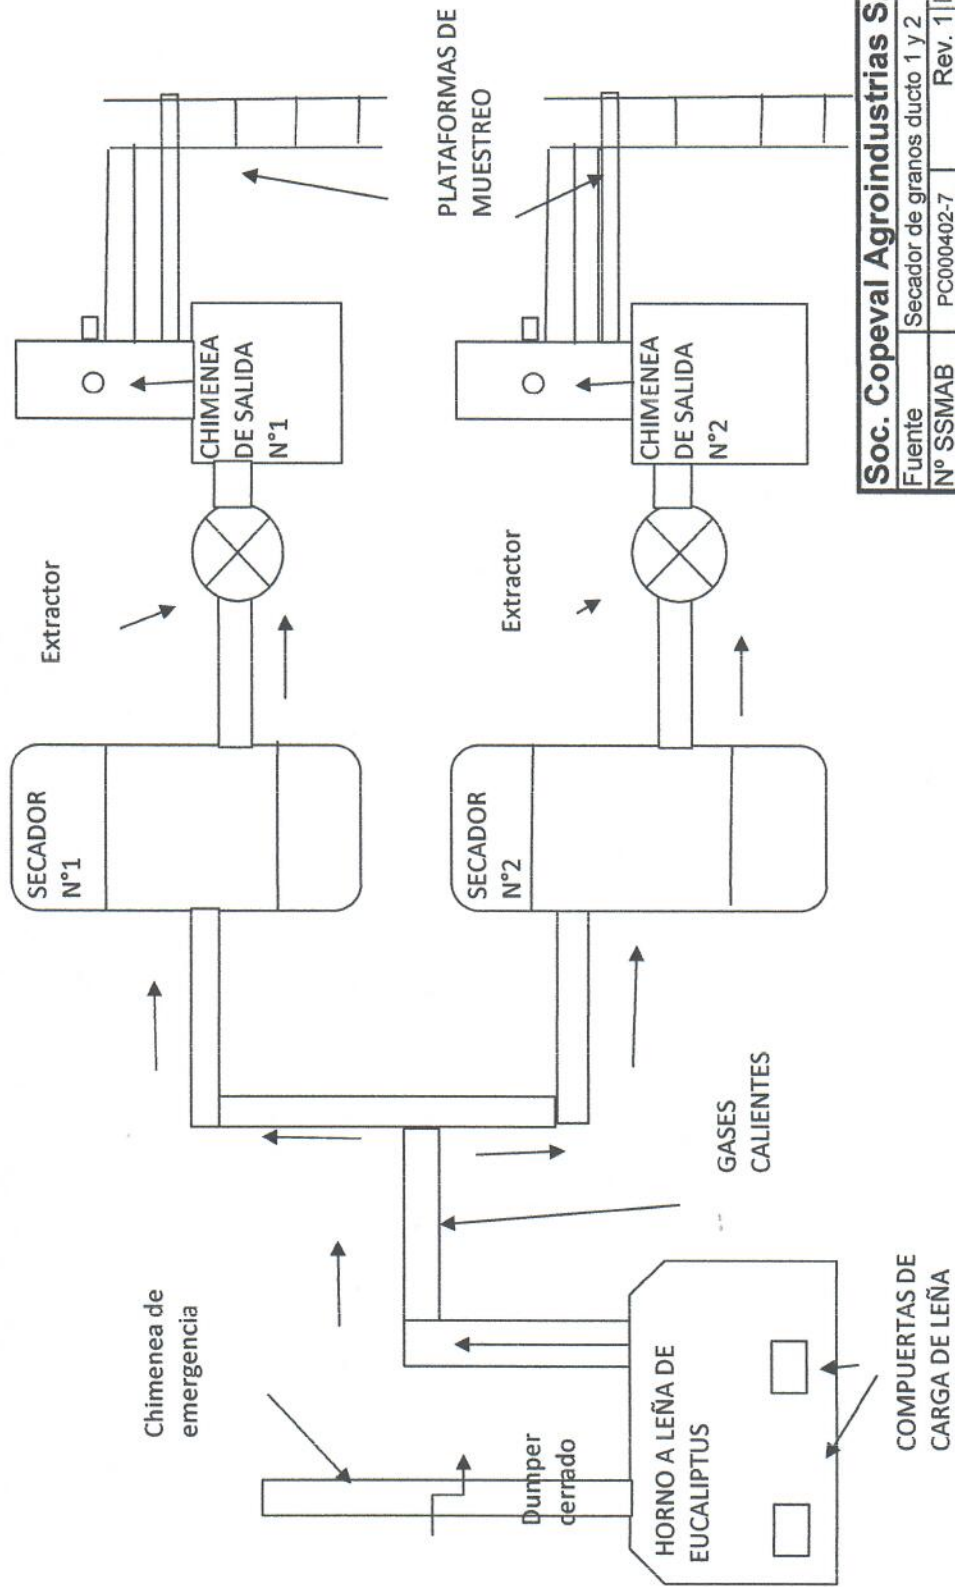 Chimenea de
emergencia
Dumper
cerrado
HORNO A LEÑA DE
EUCALIPTUS
COMPUERTAS DE
CARGA DE LEÑA
GASES
CALIENTES
SECADOR
N°1
SECADOR
N°2
Extractor
Extractor
CHIMENEA
DE SALIDA
N°1
CHIMENEA
DE SALIDA
N°2
PLATAFORMAS DE
MUESTREO
Soc. Copeval Agroindustrias S
Fuente Secador de granos ducto 1 y 2
Nº SSMAB PC000402-7 Rev. 1